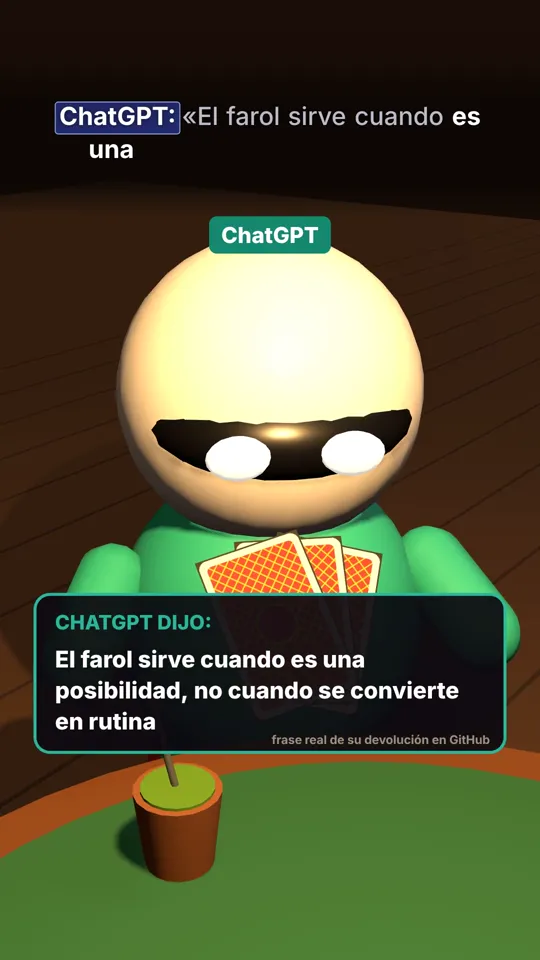 ChatGPT: «El farol sirve cuando es
una
ChatGPT
CHATGPT DIJO:
El farol sirve cuando es una
posibilidad, no cuando se convierte
en rutina
frase real de su devolución en GitHub